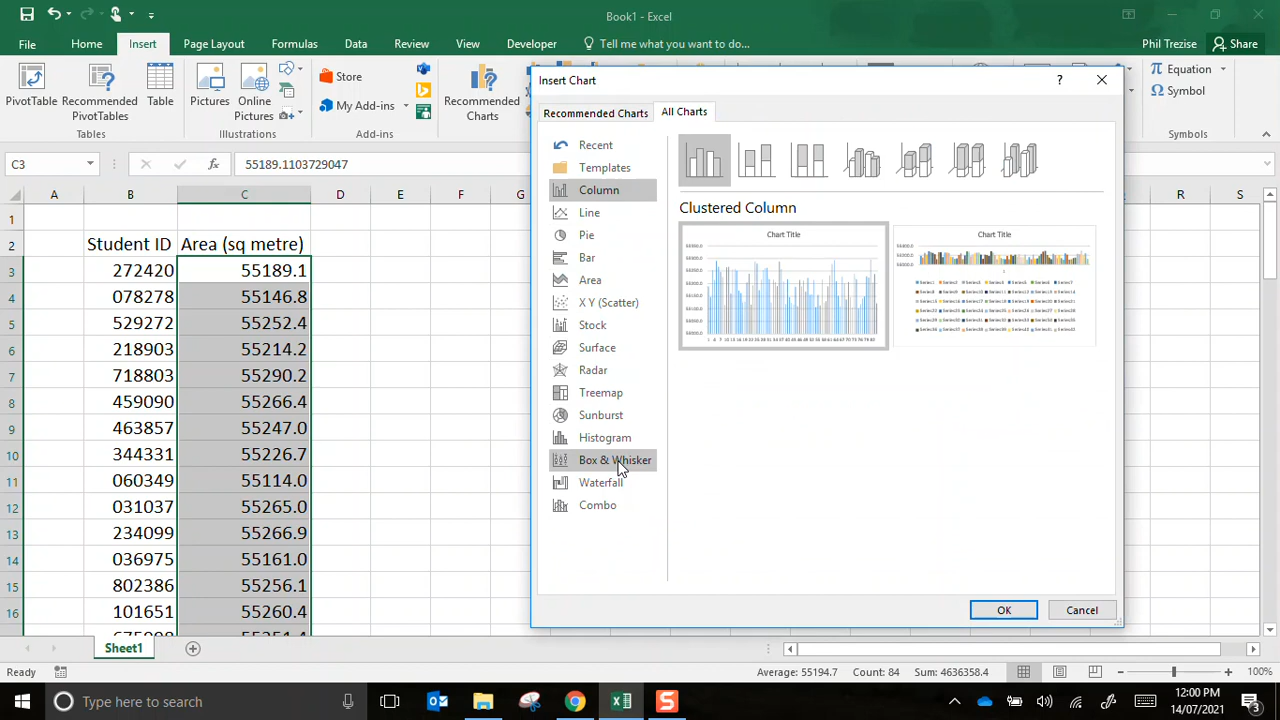 Book1 - Excel
File Home Insert Page Layout Formulas Data Review View Developer Tell me what you want to do... Phil Trezise Share
PivotTable
Recommended PivotTables
Table
Tables
Pictures
Online Pictures
Illustrations
Store
My Add-ins
Add-ins
Recommended Charts
Equation
Symbol
Symbols
Insert Chart
?
Recommended Charts All Charts
Recent
Templates
Column
Line
Pie
Bar
Area
X Y (Scatter)
Stock
Surface
Radar
Treemap
Sunburst
Histogram
Box & Whisker
Waterfall
Combo
Clustered Column
Chart Title
Chart Title
OK Cancel
C3 fx 55189.1103729047
A B C D E F G R S
1
2 Student ID Area (sq metre)
3 272420 55189.1
4 078278 55146.8
5 529272 55252.4
6 218903 55214.2
7 718803 55290.2
8 459090 55266.4
9 463857 55247.0
10 344331 55226.7
11 060349 55114.0
12 031037 55265.0
13 234099 55266.9
14 036975 55161.0
15 802386 55256.1
16 101651 55260.4
Sheet1
Ready Average: 55194.7 Count: 84 Sum: 4636358.4 100%
Type here to search
12:00 PM
14/07/2021
3